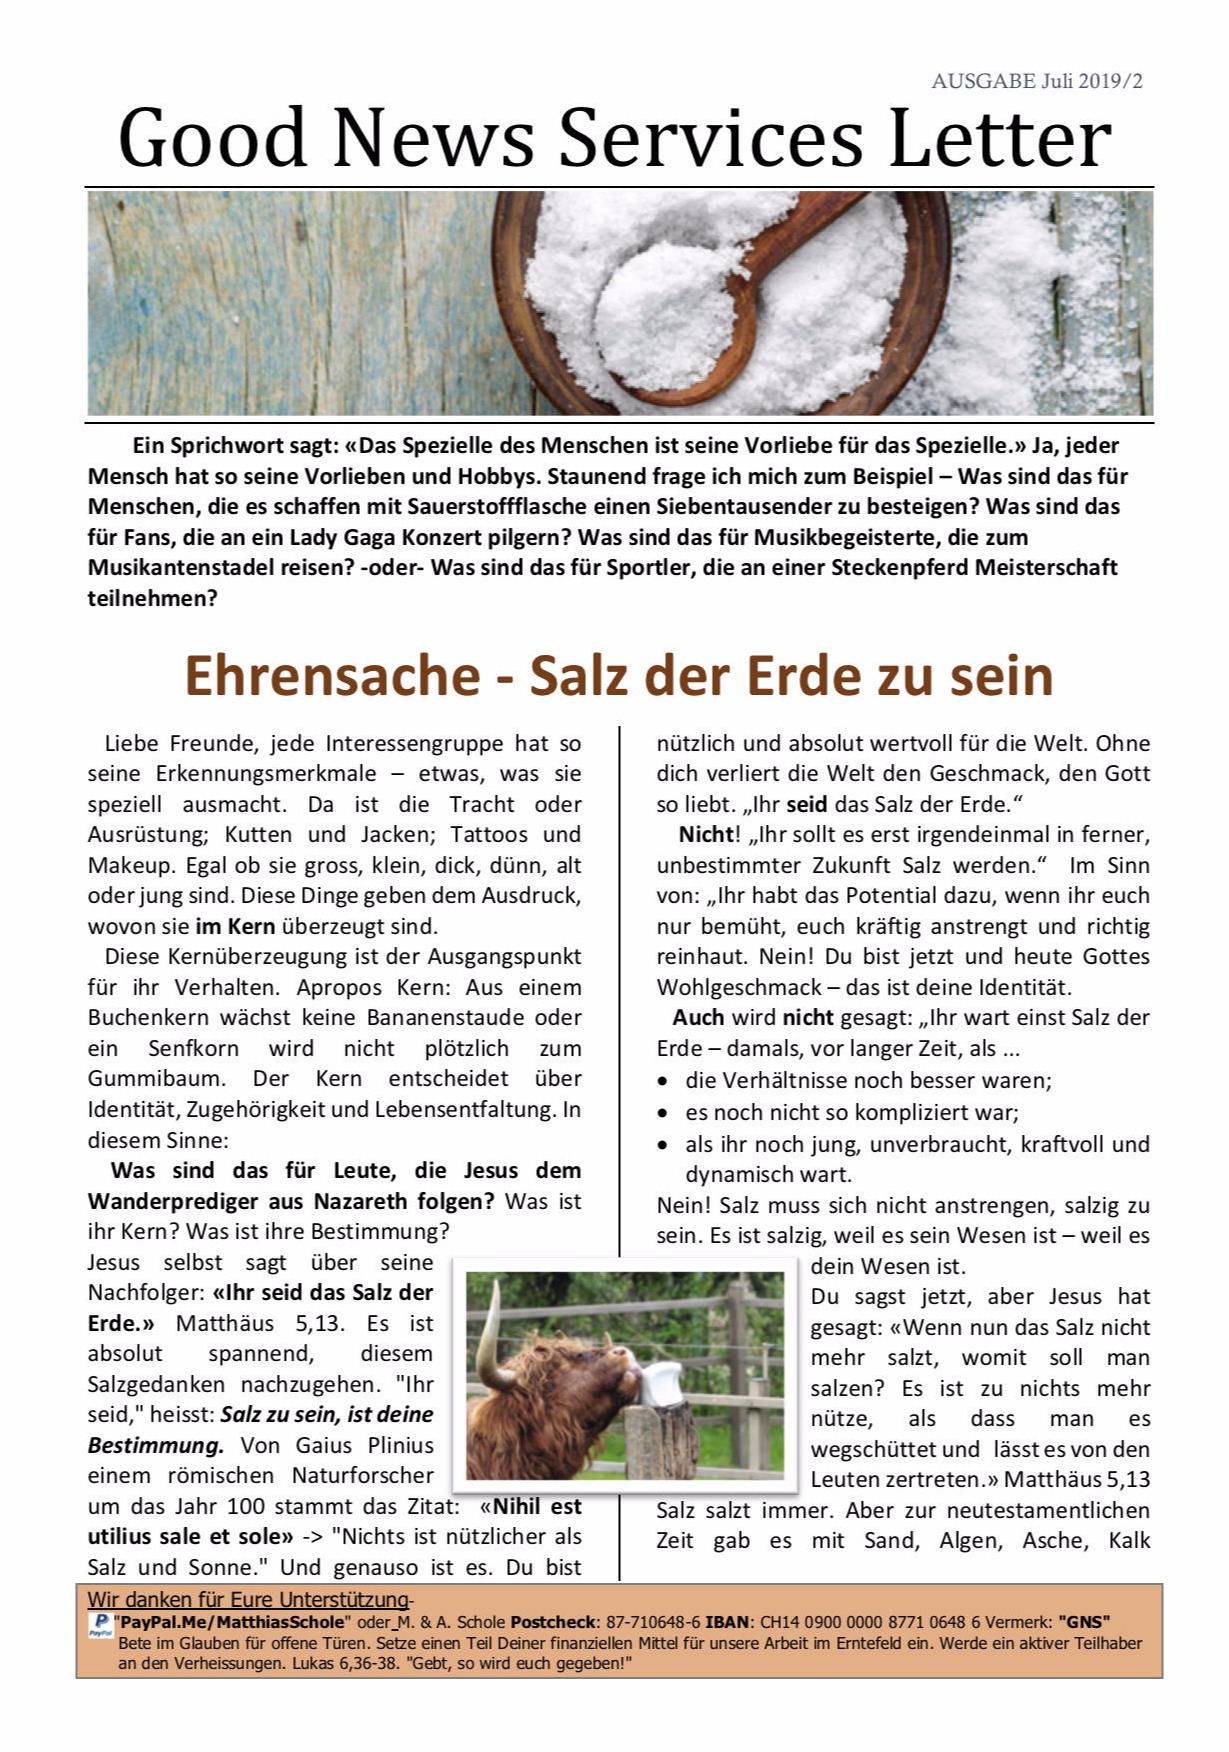 AUSGABE Juli 2019/2
Good News Services Letter
Ein Sprichwort sagt: «Das Spezielle des Menschen ist seine Vorliebe für das Spezielle.» Ja, jeder
Mensch hat so seine Vorlieben und Hobbys. Staunend frage ich mich zum Beispiel – Was sind das für
Menschen, die es schaffen mit Sauerstoffflasche einen Siebentausender zu besteigen? Was sind das
für Fans, die an ein Lady Gaga Konzert pilgern? Was sind das für Musikbegeisterte, die zum
Musikantenstadel reisen? -oder- Was sind das für Sportler, die an einer Steckenpferd Meisterschaft
teilnehmen?
Ehrensache - Salz der Erde zu sein
Liebe Freunde, jede Interessengruppe hat so
seine Erkennungsmerkmale – etwas, was sie
speziell ausmacht. Da ist die Tracht oder
Ausrüstung; Kutten und Jacken; Tattoos und
Makeup. Egal ob sie gross, klein, dick, dünn, alt
oder jung sind. Diese Dinge geben dem Ausdruck,
wovon sie im Kern überzeugt sind.
Diese Kernüberzeugung ist der Ausgangspunkt
für ihr Verhalten. Apropos Kern: Aus einem
Buchenkern wächst keine Bananenstaude oder
ein Senfkorn wird nicht plötzlich zum
Gummibaum. Der Kern entscheidet über
Identität, Zugehörigkeit und Lebensentfaltung. In
diesem Sinne:
Was sind das für Leute, die Jesus dem
Wanderprediger aus Nazareth folgen? Was ist
ihr Kern? Was ist ihre Bestimmung?
Jesus selbst sagt über seine
Nachfolger: «Ihr seid das Salz der
Erde.» Matthäus 5,13. Es ist
absolut spannend, diesem
Salzgedanken nachzugehen. "Ihr
seid," heisst: Salz zu sein, ist deine
Bestimmung. Von Gaius Plinius
einem römischen Naturforscher
um das Jahr 100 stammt das Zitat: «Nihil est
utilius sale et sole» -> "Nichts ist nützlicher als
Salz und Sonne." Und genauso ist es. Du bist
nützlich und absolut wertvoll für die Welt. Ohne
dich verliert die Welt den Geschmack, den Gott
so liebt. „Ihr seid das Salz der Erde.“
Nicht! „Ihr sollt es erst irgendeinmal in ferner,
unbestimmter Zukunft Salz werden.“ Im Sinn
von: „Ihr habt das Potential dazu, wenn ihr euch
nur bemüht, euch kräftig anstrengt und richtig
reinhaut. Nein! Du bist jetzt und heute Gottes
Wohlgeschmack – das ist deine Identität.
Auch wird nicht gesagt: „Ihr wart einst Salz der
Erde – damals, vor langer Zeit, als ...
• die Verhältnisse noch besser waren;
• es noch nicht so kompliziert war;
• als ihr noch jung, unverbraucht, kraftvoll und
dynamisch wart.
Nein! Salz muss sich nicht anstrengen, salzig zu
sein. Es ist salzig, weil es sein Wesen ist – weil es
dein Wesen ist.
Du sagst jetzt, aber Jesus hat
gesagt: «Wenn nun das Salz nicht
mehr salzt, womit soll man
salzen? Es ist zu nichts mehr
nütze, als dass man es
wegschüttet und lässt es von den
Leuten zertreten.» Matthäus 5,13
Salz salzt immer. Aber zur neutestamentlichen
Zeit gab es mit Sand, Algen, Asche, Kalk
Wir danken für Eure Unterstützung-
PayPal "PayPal.Me/MatthiasSchole" oder M. & A. Schole Postcheck: 87-710648-6 IBAN: CH14 0900 0000 8771 0648 6 Vermerk: "GNS"
Bete im Glauben für offene Türen. Setze einen Teil Deiner finanziellen Mittel für unsere Arbeit im Erntefeld ein. Werde ein aktiver Teilhaber
an den Verheissungen. Lukas 6,36-38. "Gebt, so wird euch gegeben!"